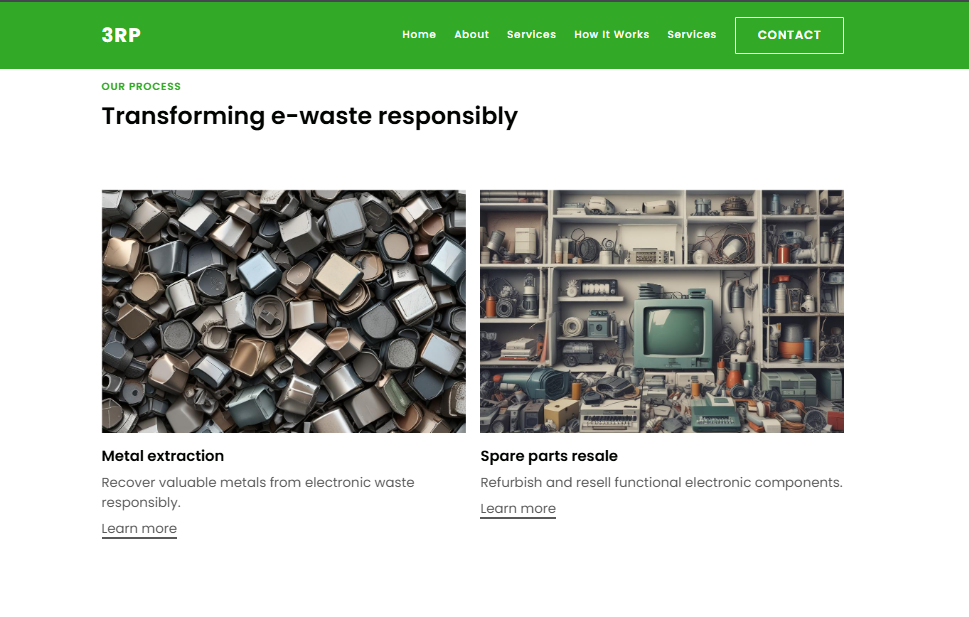 3RP
Home About Services How It Works Services CONTACT
OUR PROCESS
Transforming e-waste responsibly
Metal extraction
Recover valuable metals from electronic waste
responsibly.
Learn more
Spare parts resale
Refurbish and resell functional electronic components.
Learn more